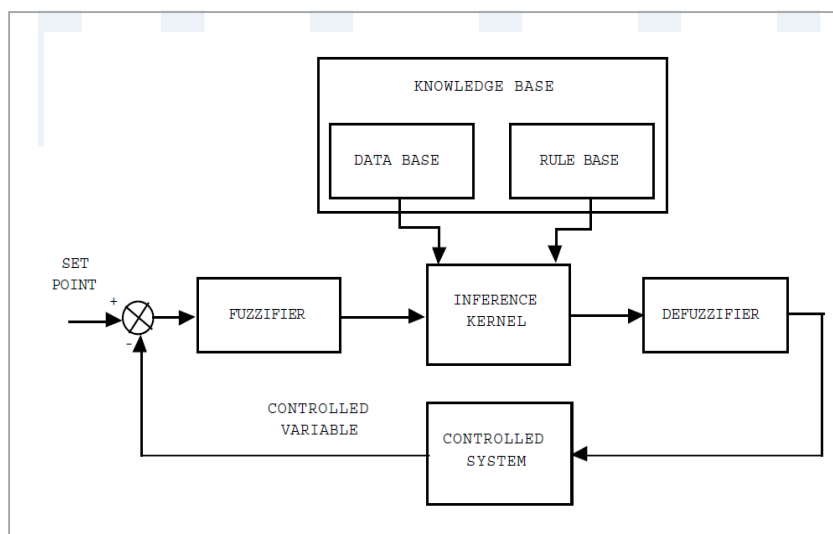 KNOWLEDGE BASE
DATA BASE
RULE BASE
SET
POINT
+
-
FUZZIFIER
INFERENCE
KERNEL
DEFUZZIFIER
CONTROLLED
VARIABLE
CONTROLLED
SYSTEM